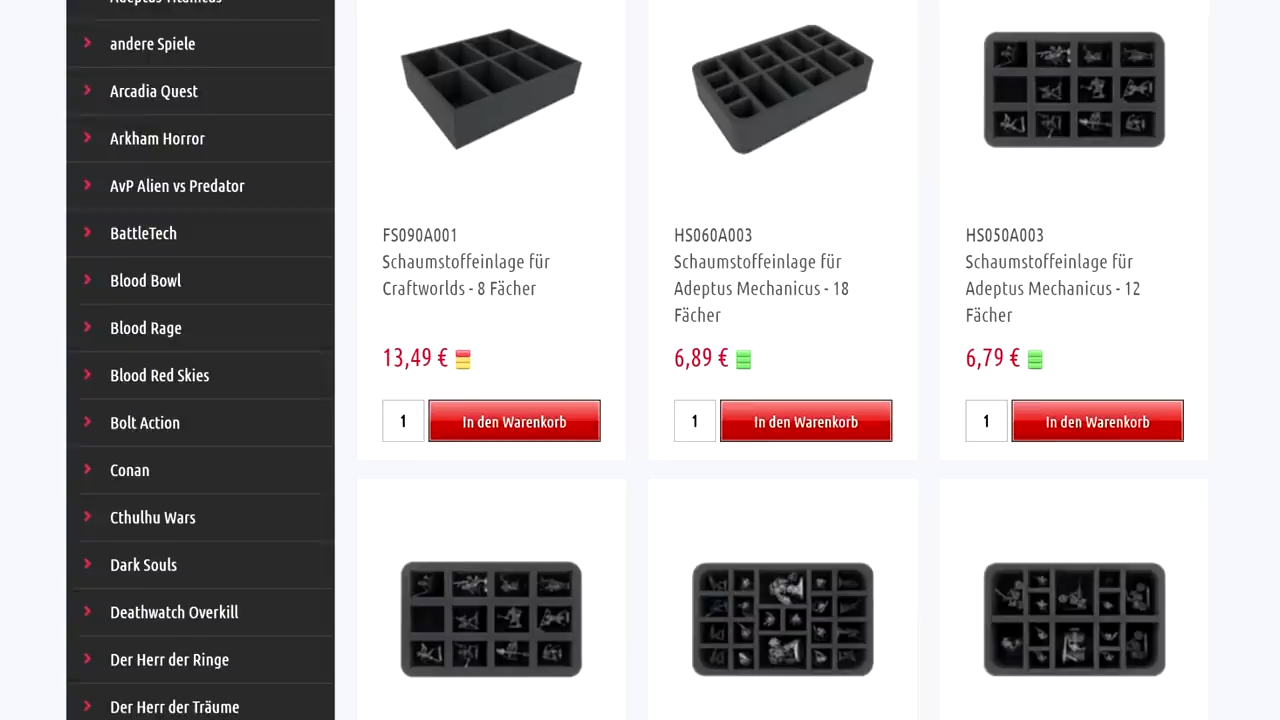 andere Spiele
Arcadia Quest
Arkham Horror
AvP Alien vs Predator
BattleTech
Blood Bowl
Blood Rage
Blood Red Skies
Bolt Action
Conan
Cthulhu Wars
Dark Souls
Deathwatch Overkill
Der Herr der Ringe
Der Herr der Träume
FS090A001
Schaumstoffeinlage für
Craftworlds - 8 Fächer
13,49 €
1
In den Warenkorb
HS060A003
Schaumstoffeinlage für
Adeptus Mechanicus - 18
Fächer
6,89 €
1
In den Warenkorb
HS050A003
Schaumstoffeinlage für
Adeptus Mechanicus - 12
Fächer
6,79 €
1
In den Warenkorb